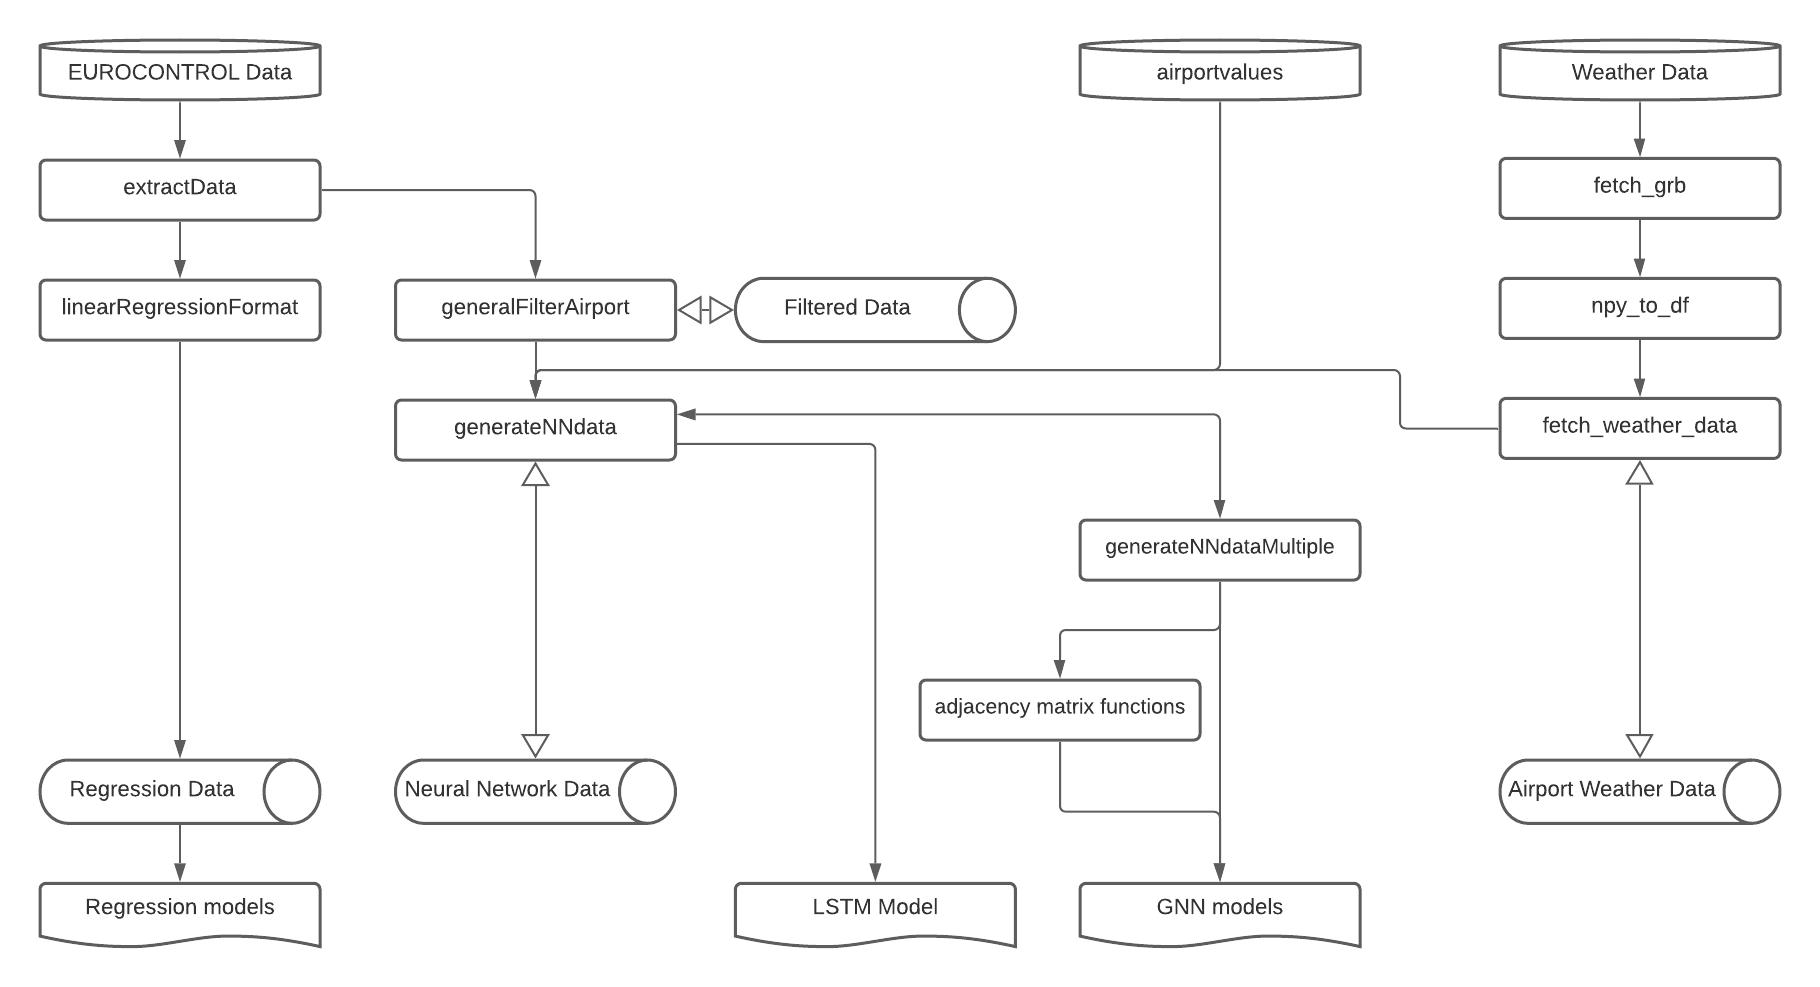 EUROCONTROL Data
airportvalues
Weather Data
extractData
fetch_grb
linearRegressionFormat
generalFilterAirport
Filtered Data
npy_to_df
generateNNdata
fetch_weather_data
generateNNdataMultiple
adjacency matrix functions
Regression Data
Neural Network Data
Airport Weather Data
Regression models
LSTM Model
GNN models